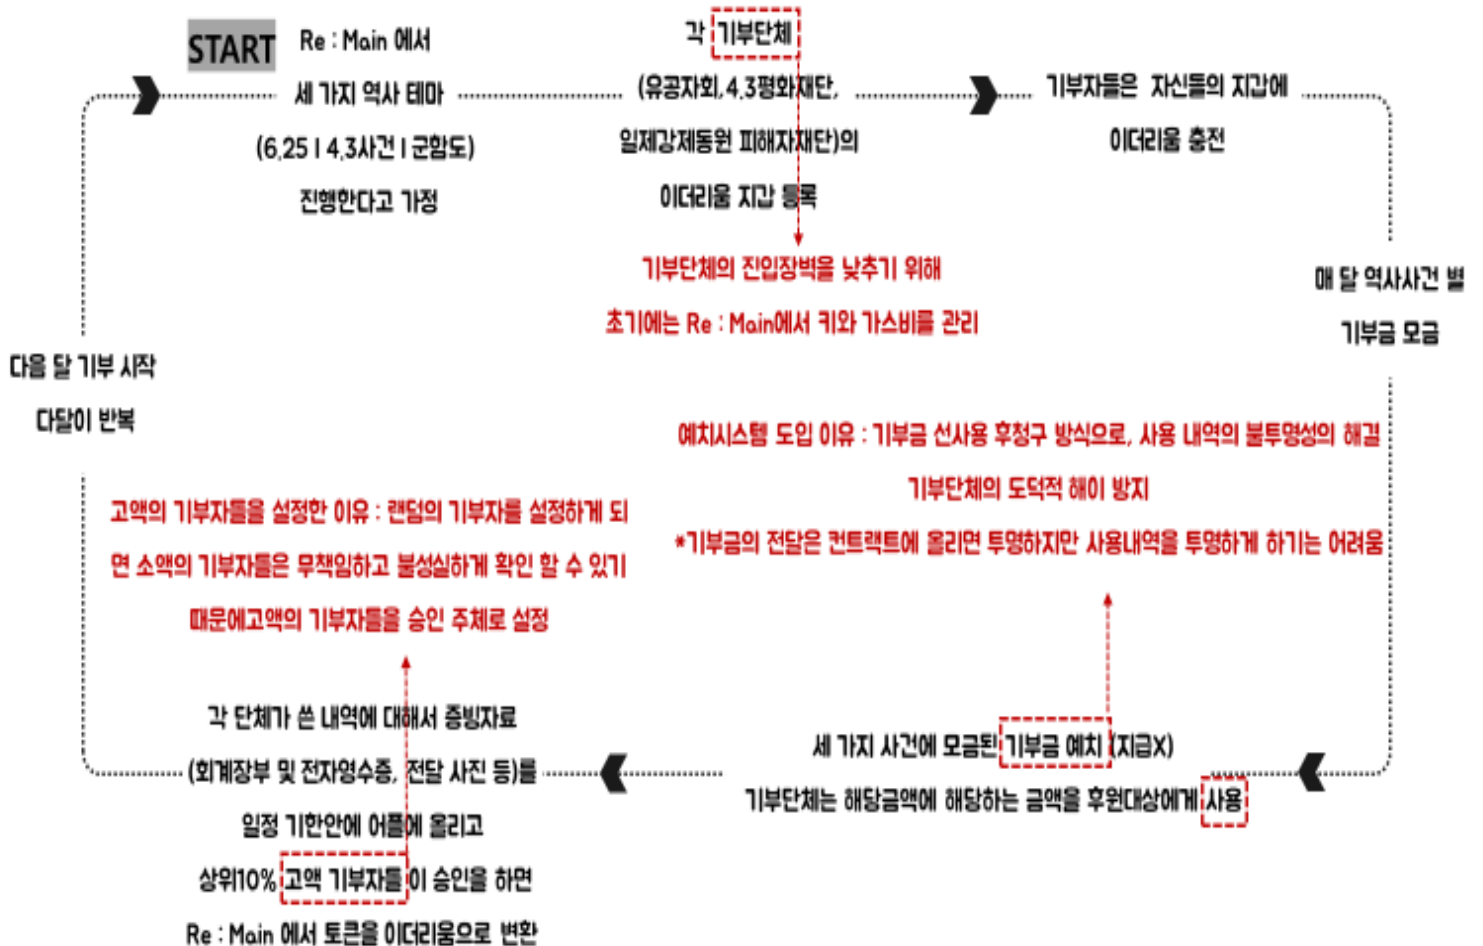 START
Re : Main 에서
세 가지 역사 테마
(6.25 | 4.3사건 | 군함도)
진행한다고 가정
각 기부단체
(유공자회,4.3평화재단,
일제강제동원 피해자재단)의
이더리움 지갑 등록
기부단체의 진입장벽을 낮추기 위해
초기에는 Re : Main에서 키와 가스비를 관리
기부자들은 자신들의 지갑에
이더리움 충전
매 달 역사사건 별
기부금 모금
예치시스템 도입 이유 : 기부금 선사용 후청구 방식으로, 사용 내역의 불투명성의 해결
기부단체의 도덕적 해이 방지
*기부금의 전달은 컨트랙트에 올리면 투명하지만 사용내역을 투명하게 하기는 어려움
세 가지 사건에 모금된 기부금 예치 (지급X)
기부단체는 해당금액에 해당하는 금액을 후원대상에게 사용
고액의 기부자들을 설정한 이유 : 랜덤의 기부자를 설정하게 되
면 소액의 기부자들은 무책임하고 불성실하게 확인 할 수 있기
때문에고액의 기부자들을 승인 주체로 설정
각 단체가 쓴 내역에 대해서 증빙자료
(회계장부 및 전자영수증, 전달 사진 등)를
일정 기한안에 어플에 올리고
상위10% 고액 기부자들 이 승인을 하면
Re : Main 에서 토큰을 이더리움으로 변환
다음 달 기부 시작
다달이 반복